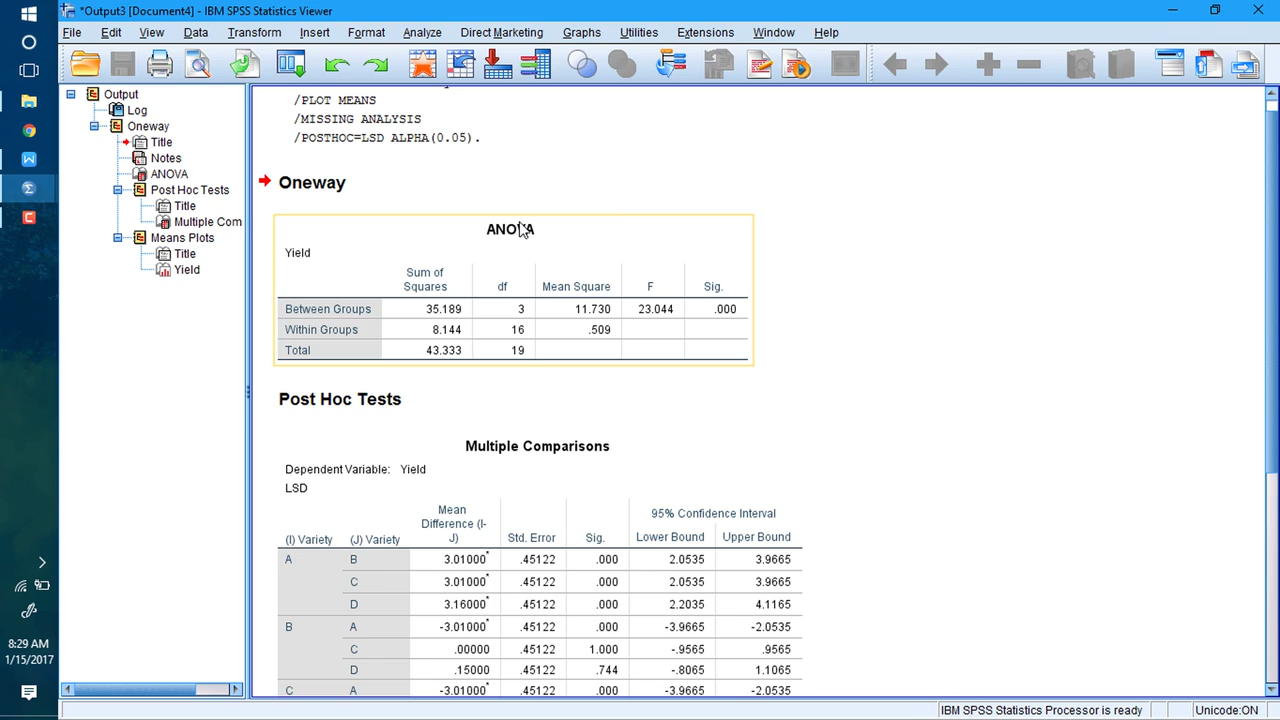 *Output3 [Document4] - IBM SPSS Statistics Viewer
File Edit View Data Transform Insert Format Analyze Direct Marketing Graphs Utilities Extensions Window Help
Output
Log
Oneway
Title
Notes
ANOVA
Post Hoc Tests
Title
Multiple Com
Means Plots
Title
Yield
/PLOT MEANS
/MISSING ANALYSIS
/POSTHOC=LSD ALPHA(0.05).
Oneway
ANOVA
Yield
Sum of Squares df Mean Square F Sig.
Between Groups 35.189 3 11.730 23.044 .000
Within Groups 8.144 16 .509
Total 43.333 19
Post Hoc Tests
Multiple Comparisons
Dependent Variable: Yield
LSD
(I) Variety (J) Variety Mean Difference (I-J) Std. Error Sig. 95% Confidence Interval
Lower Bound Upper Bound
A B 3.01000* .45122 .000 2.0535 3.9665
C 3.01000* .45122 .000 2.0535 3.9665
D 3.16000* .45122 .000 2.2035 4.1165
B A -3.01000* .45122 .000 -3.9665 -2.0535
C .00000 .45122 1.000 -.9565 .9565
D .15000 .45122 .744 -.8065 1.1065
C A -3.01000* .45122 .000 -3.9665 -2.0535
8:29 AM
1/15/2017
IBM SPSS Statistics Processor is ready
Unicode:ON